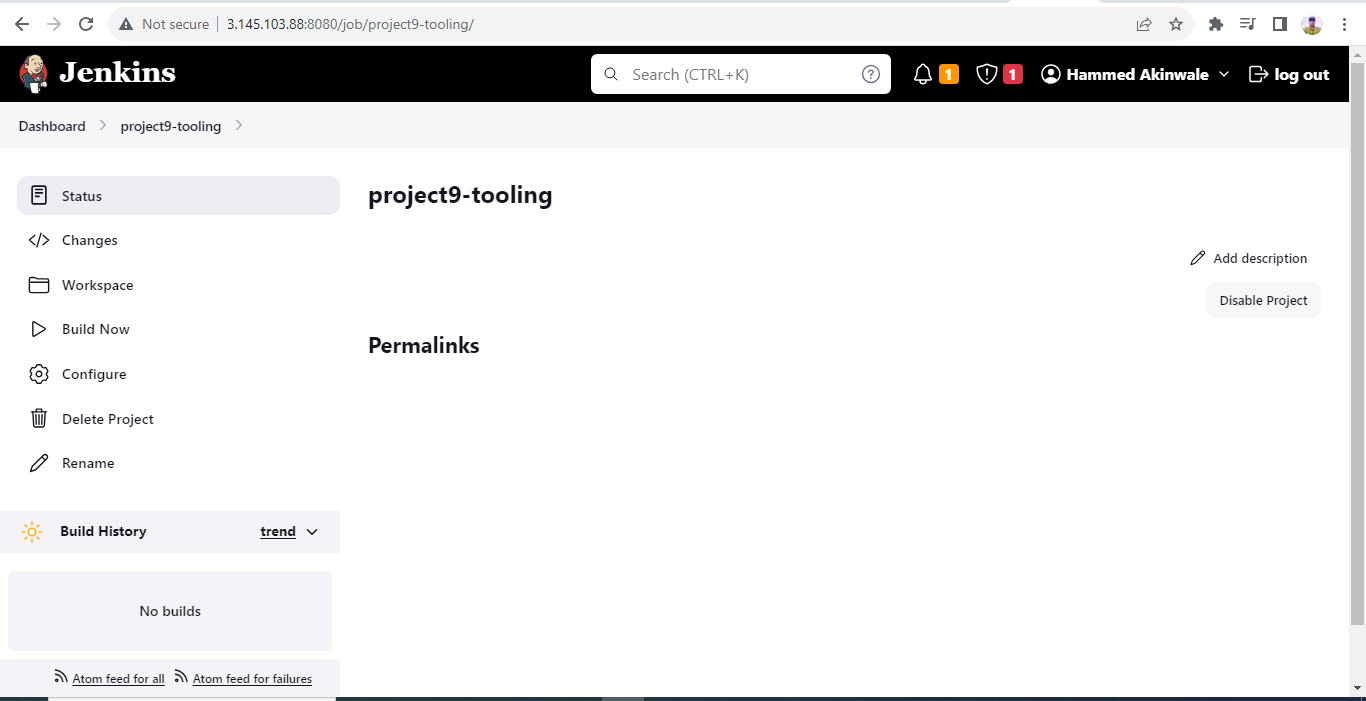 Not secure 3.145.103.88:8080/job/project9-tooling/
Jenkins Search (CTRL+K) ? 1 1 Hammed Akinwale log out
Dashboard project9-tooling
Status
Changes
Workspace
Build Now
Configure
Delete Project
Rename
Build History trend
No builds
Atom feed for all Atom feed for failures
project9-tooling
Add description
Disable Project
Permalinks